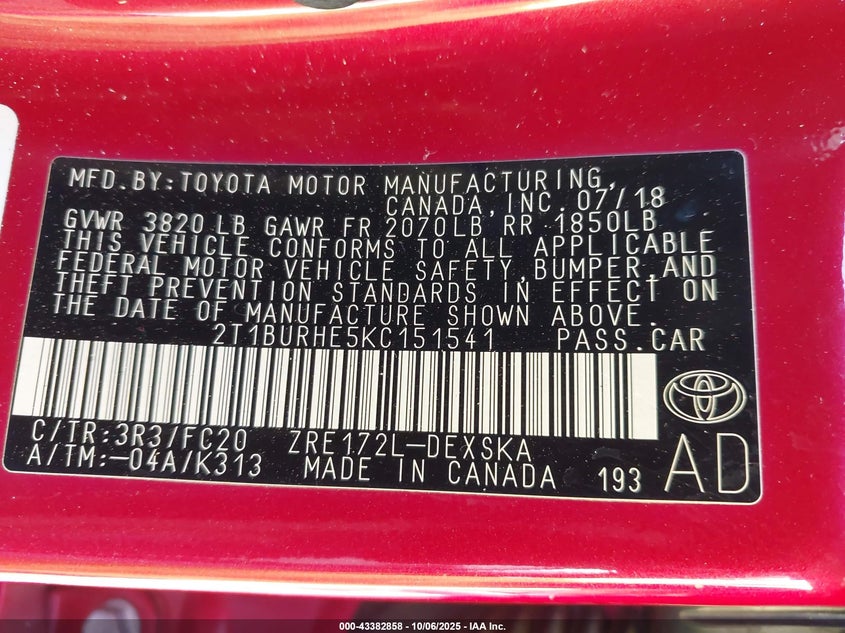 MFD.BY:TOYOTA MOTOR MANUFACTURING,
CANADA,INC.07/18
GVWR 3820LB GAWR FR 2070LB RR 1850LB
THIS VEHICLE CONFORMS TO ALL APPLICABLE
FEDERAL MOTOR VEHICLE SAFETY,BUMPER,AND
THEFT PREVENTION STANDARDS IN EFFECT ON
THE DATE OF MANUFACTURE SHOWN ABOVE.
2T1BURHE5KC151541 PASS.CAR
C/TR:3R3/FC20 ZRE172L-DEXSKA
A/TM:-04A/K313 MADE IN CANADA 193 AD
000-43382858 - 10/06/2025 - IAA Inc.